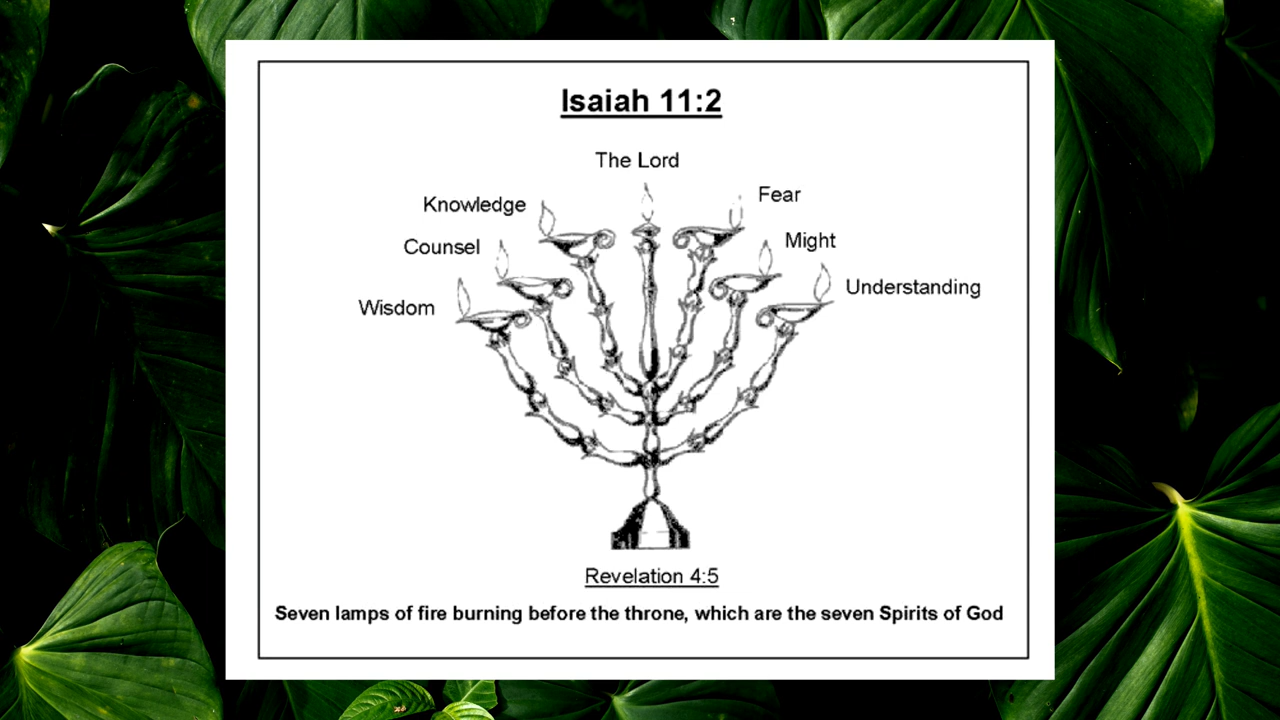 Isaiah 11:2
The Lord
Knowledge
Fear
Counsel
Might
Wisdom
Understanding
Revelation 4:5
Seven lamps of fire burning before the throne, which are the seven Spirits of God